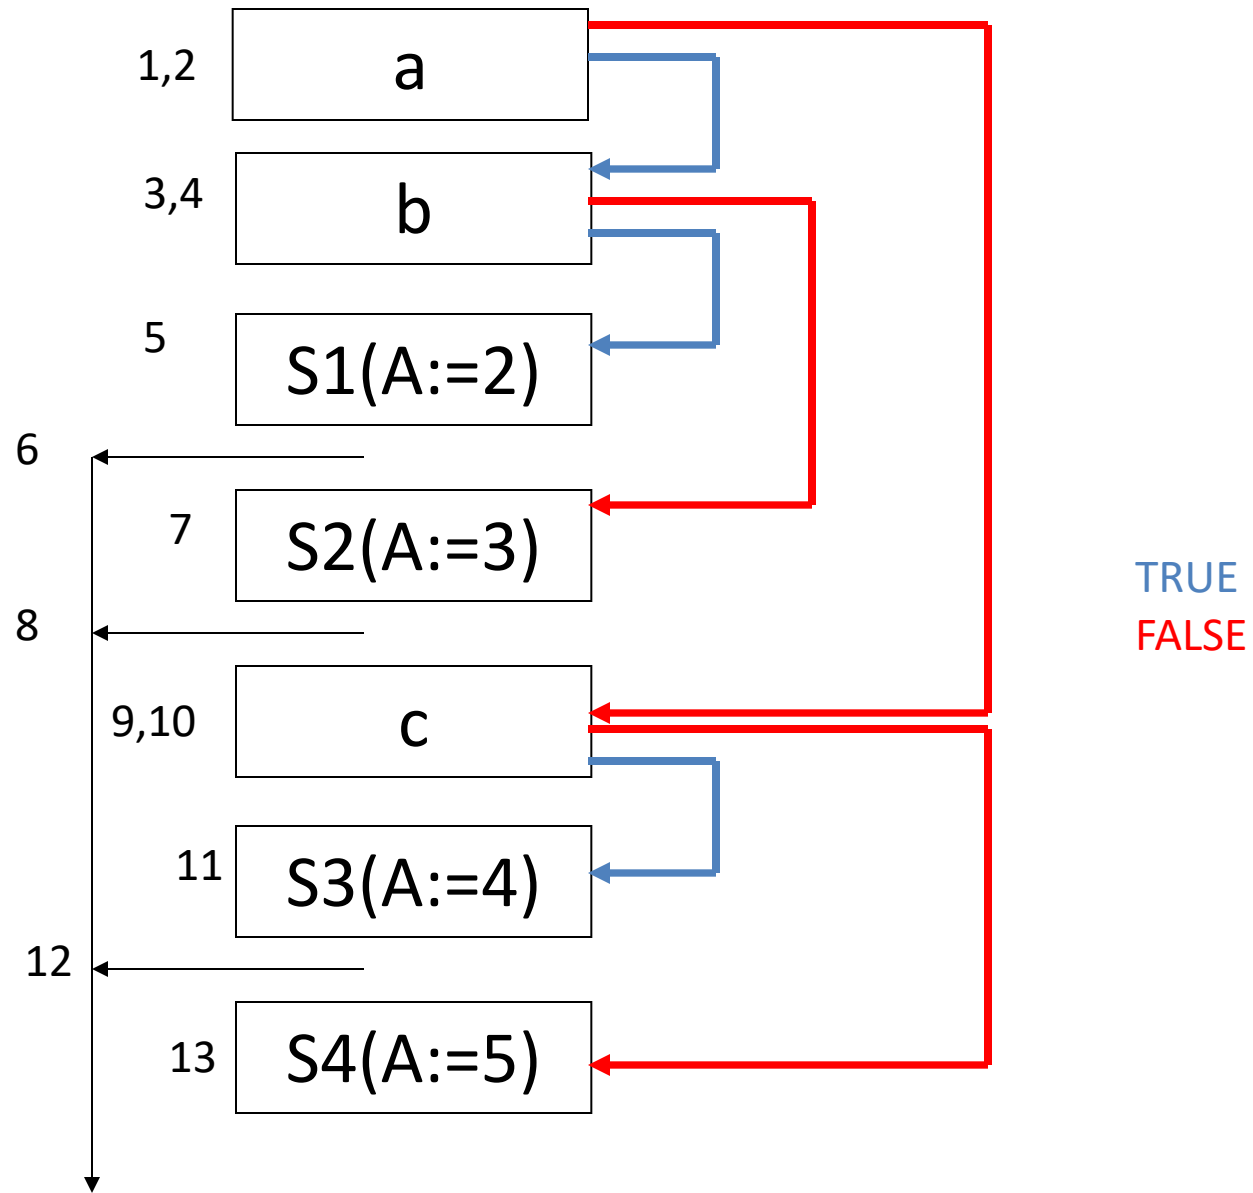 a
1,2
b
3,4
5
S1(A:=2)
6
7
S2(A:=3)
TRUE
8
FALSE
9,10
c
11
S3(A:=4)
12
13
S4(A:=5)